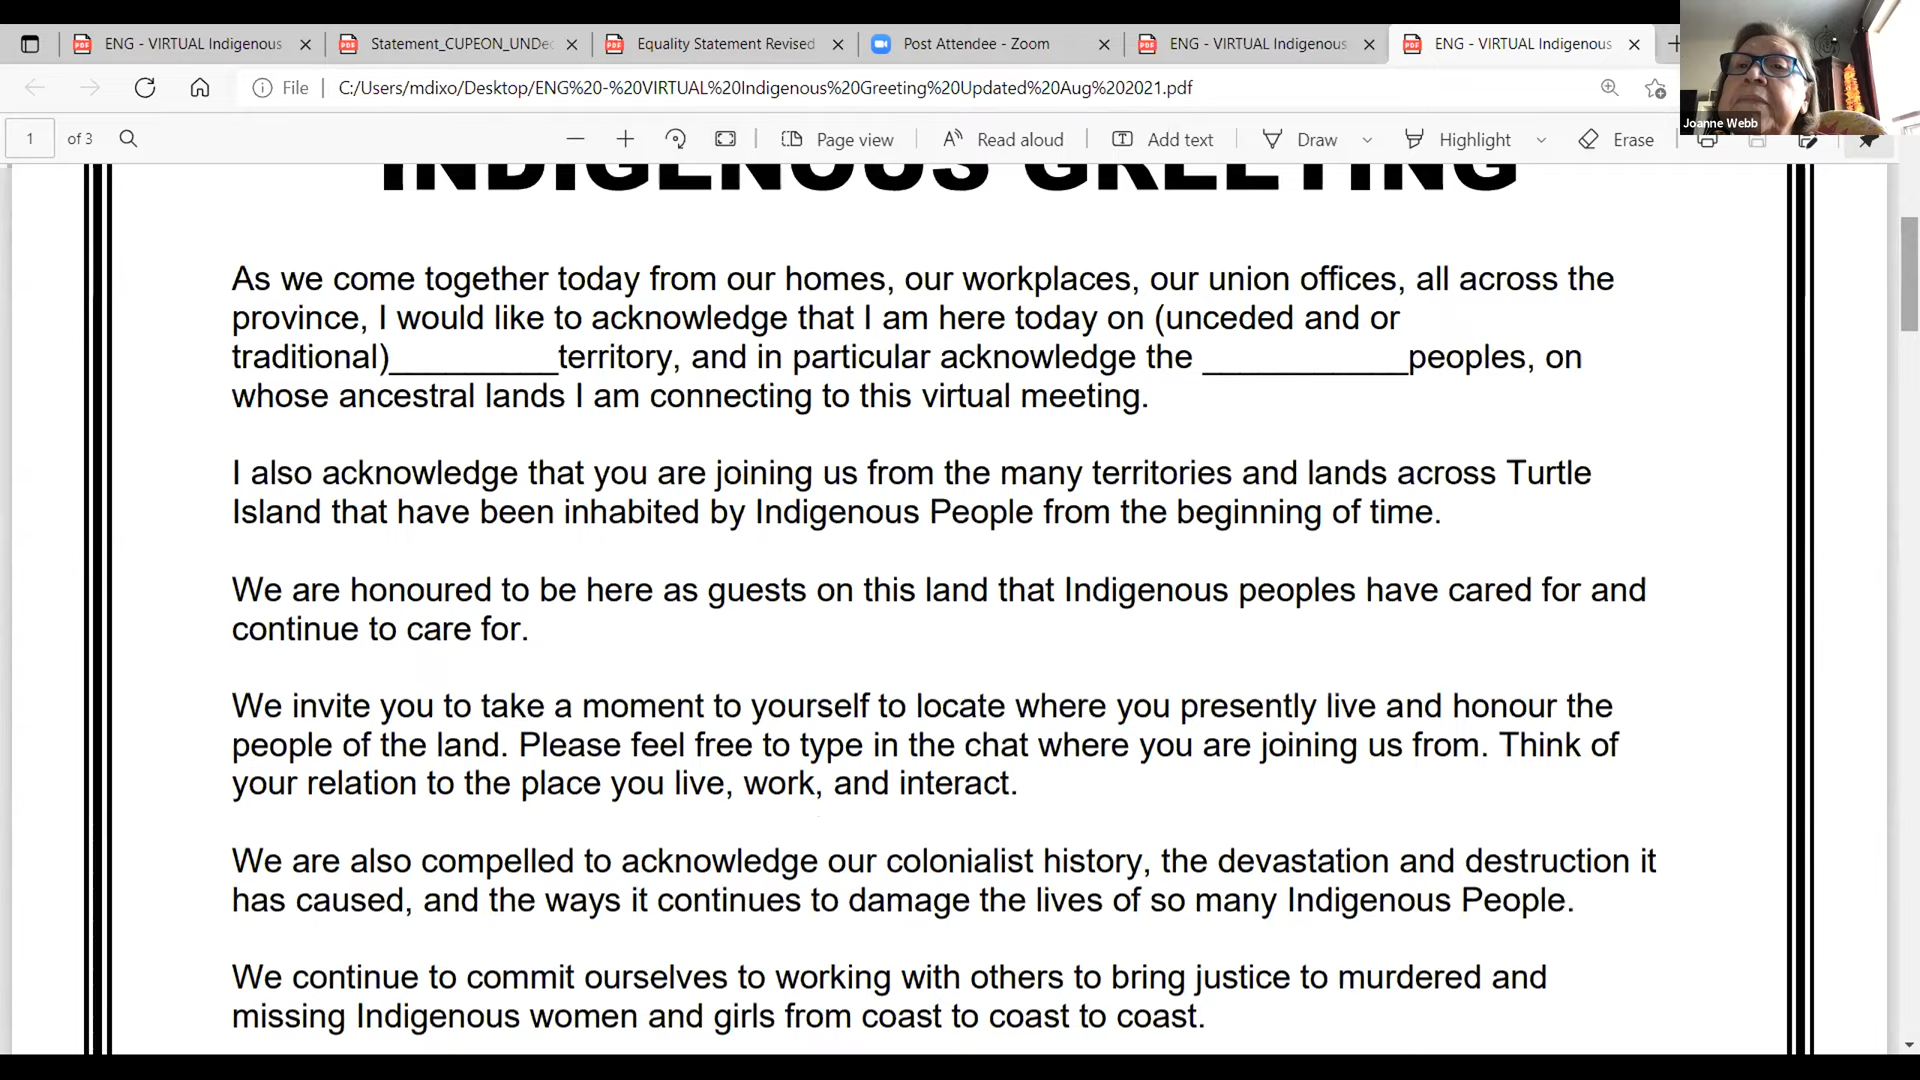 ENG - VIRTUAL Indigenous
Statement_CUPEON_UNDec
Equality Statement Revised
Post Attendee - Zoom
ENG - VIRTUAL Indigenous
ENG - VIRTUAL Indigenous
File
C:/Users/mdixo/Desktop/ENG%20-%20VIRTUAL%20Indigenous%20Greeting%20Updated%20Aug%202021.pdf
Joanne Webb
1 of 3
Page view
Read aloud
Add text
Draw
Highlight
Erase
INDIGENOUS GREETING
As we come together today from our homes, our workplaces, our union offices, all across the
province, I would like to acknowledge that I am here today on (unceded and or
traditional)_________territory, and in particular acknowledge the ___________peoples, on
whose ancestral lands I am connecting to this virtual meeting.
I also acknowledge that you are joining us from the many territories and lands across Turtle
Island that have been inhabited by Indigenous People from the beginning of time.
We are honoured to be here as guests on this land that Indigenous peoples have cared for and
continue to care for.
We invite you to take a moment to yourself to locate where you presently live and honour the
people of the land. Please feel free to type in the chat where you are joining us from. Think of
your relation to the place you live, work, and interact.
We are also compelled to acknowledge our colonialist history, the devastation and destruction it
has caused, and the ways it continues to damage the lives of so many Indigenous People.
We continue to commit ourselves to working with others to bring justice to murdered and
missing Indigenous women and girls from coast to coast to coast.